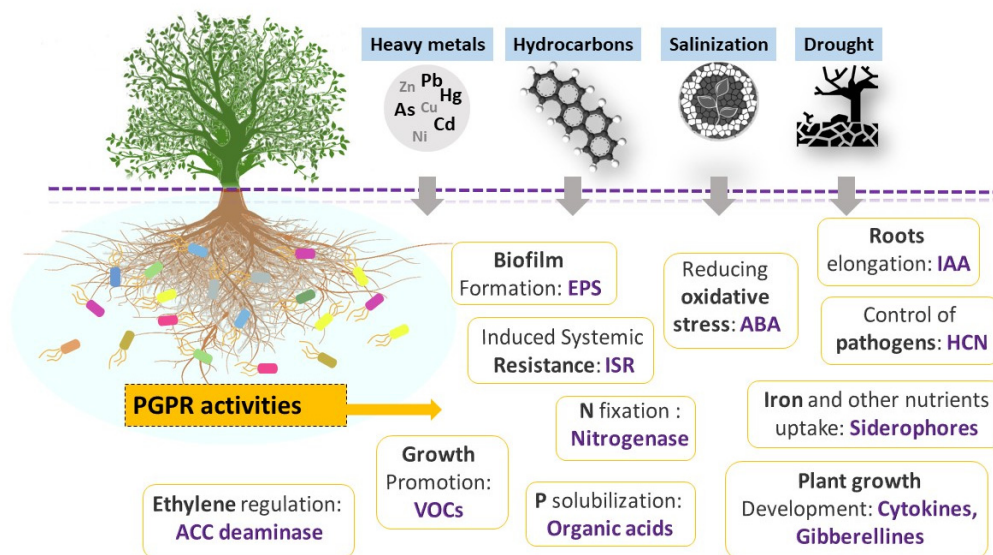 Heavy metals
Hydrocarbons
Salinization
Drought
Zn
Pb
Hg
As
Cu
Cd
Ni
Roots
elongation: IAA
Biofilm
Formation: EPS
Reducing
oxidative
stress: ABA
Control of
pathogens: HCN
Induced Systemic
Resistance: ISR
PGPR activities
N fixation :
Nitrogenase
Iron and other nutrients
uptake: Siderophores
Growth
Promotion:
VOCs
Ethylene regulation:
ACC deaminase
P solubilization:
Organic acids
Plant growth
Development: Cytokines,
Gibberellines